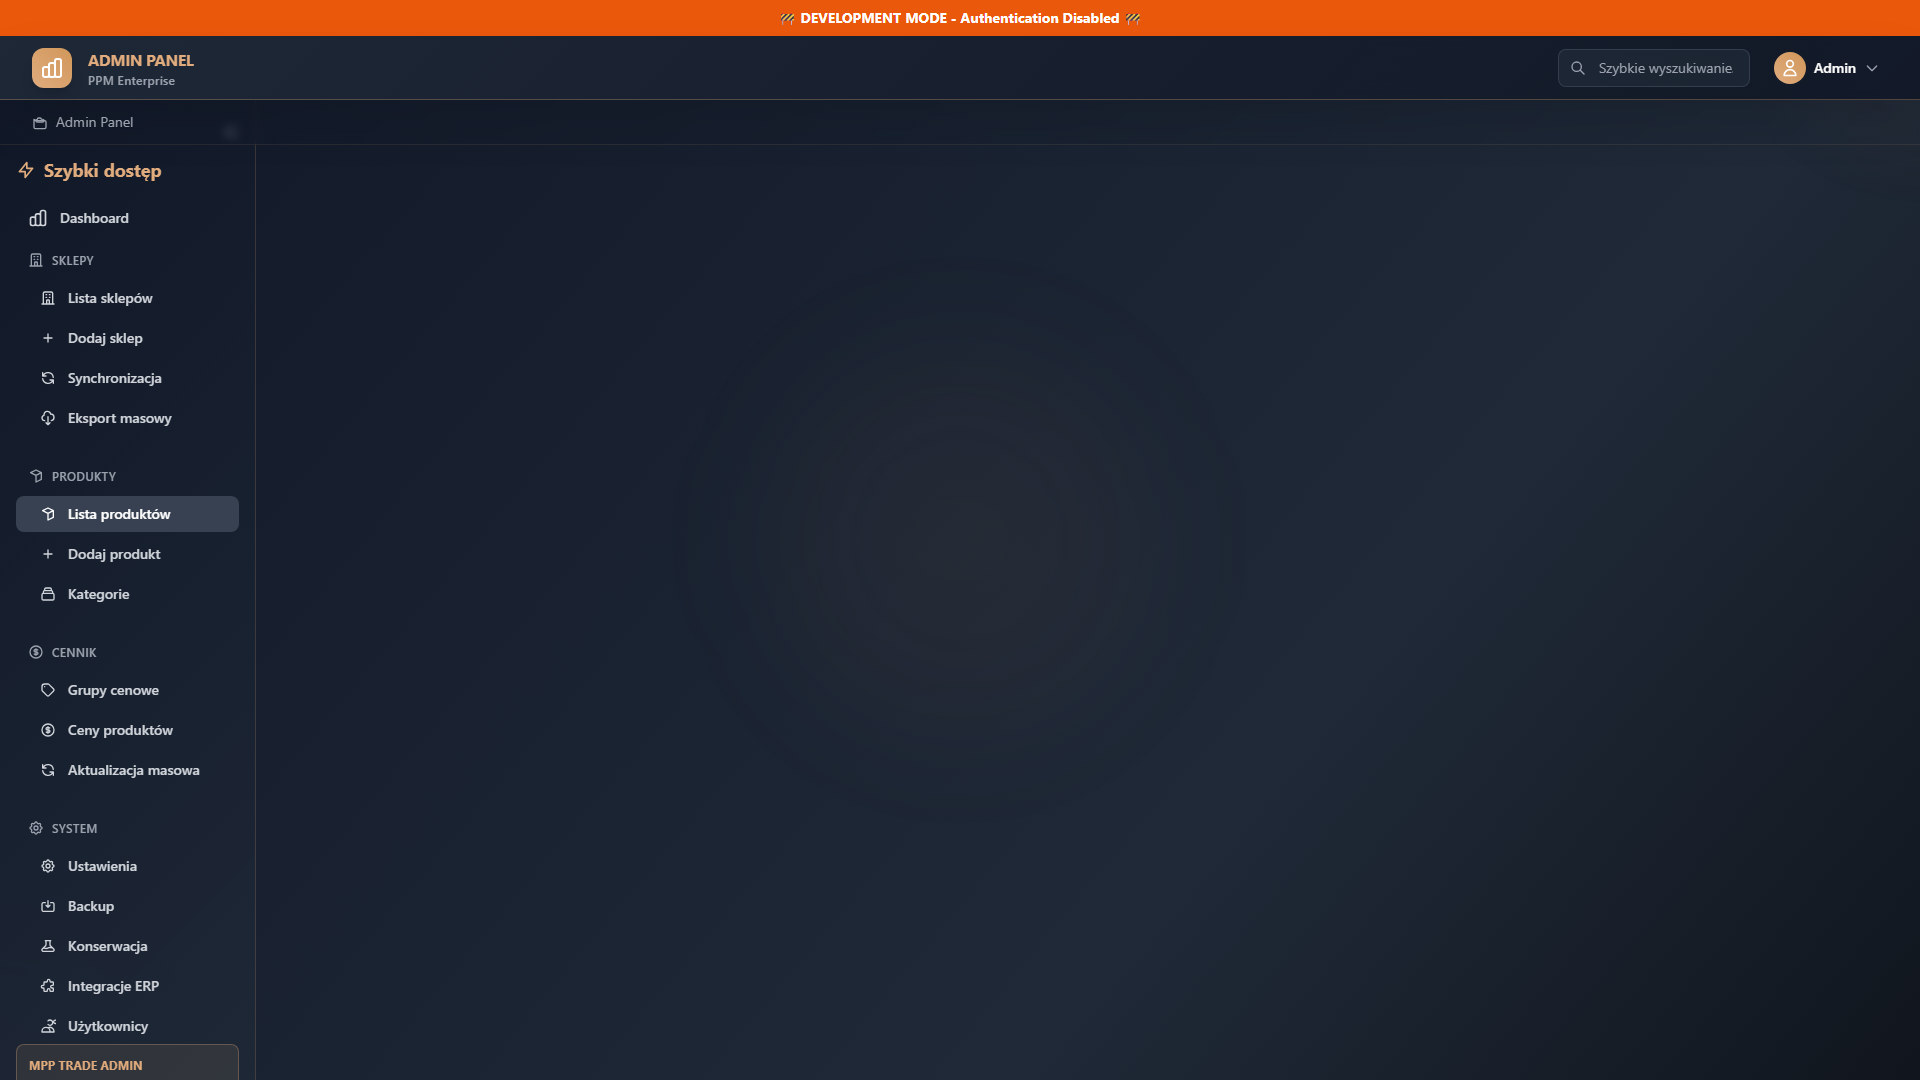 🚧 DEVELOPMENT MODE - Authentication Disabled 🚧
ADMIN PANEL
PPM Enterprise
Szybkie wyszukiwanie
Admin
Admin Panel
Szybki dostęp
Dashboard
SKLEPY
Lista sklepów
Dodaj sklep
Synchronizacja
Eksport masowy
PRODUKTY
Lista produktów
Dodaj produkt
Kategorie
CENNIK
Grupy cenowe
Ceny produktów
Aktualizacja masowa
SYSTEM
Ustawienia
Backup
Konserwacja
Integracje ERP
Użytkownicy
MPP TRADE ADMIN